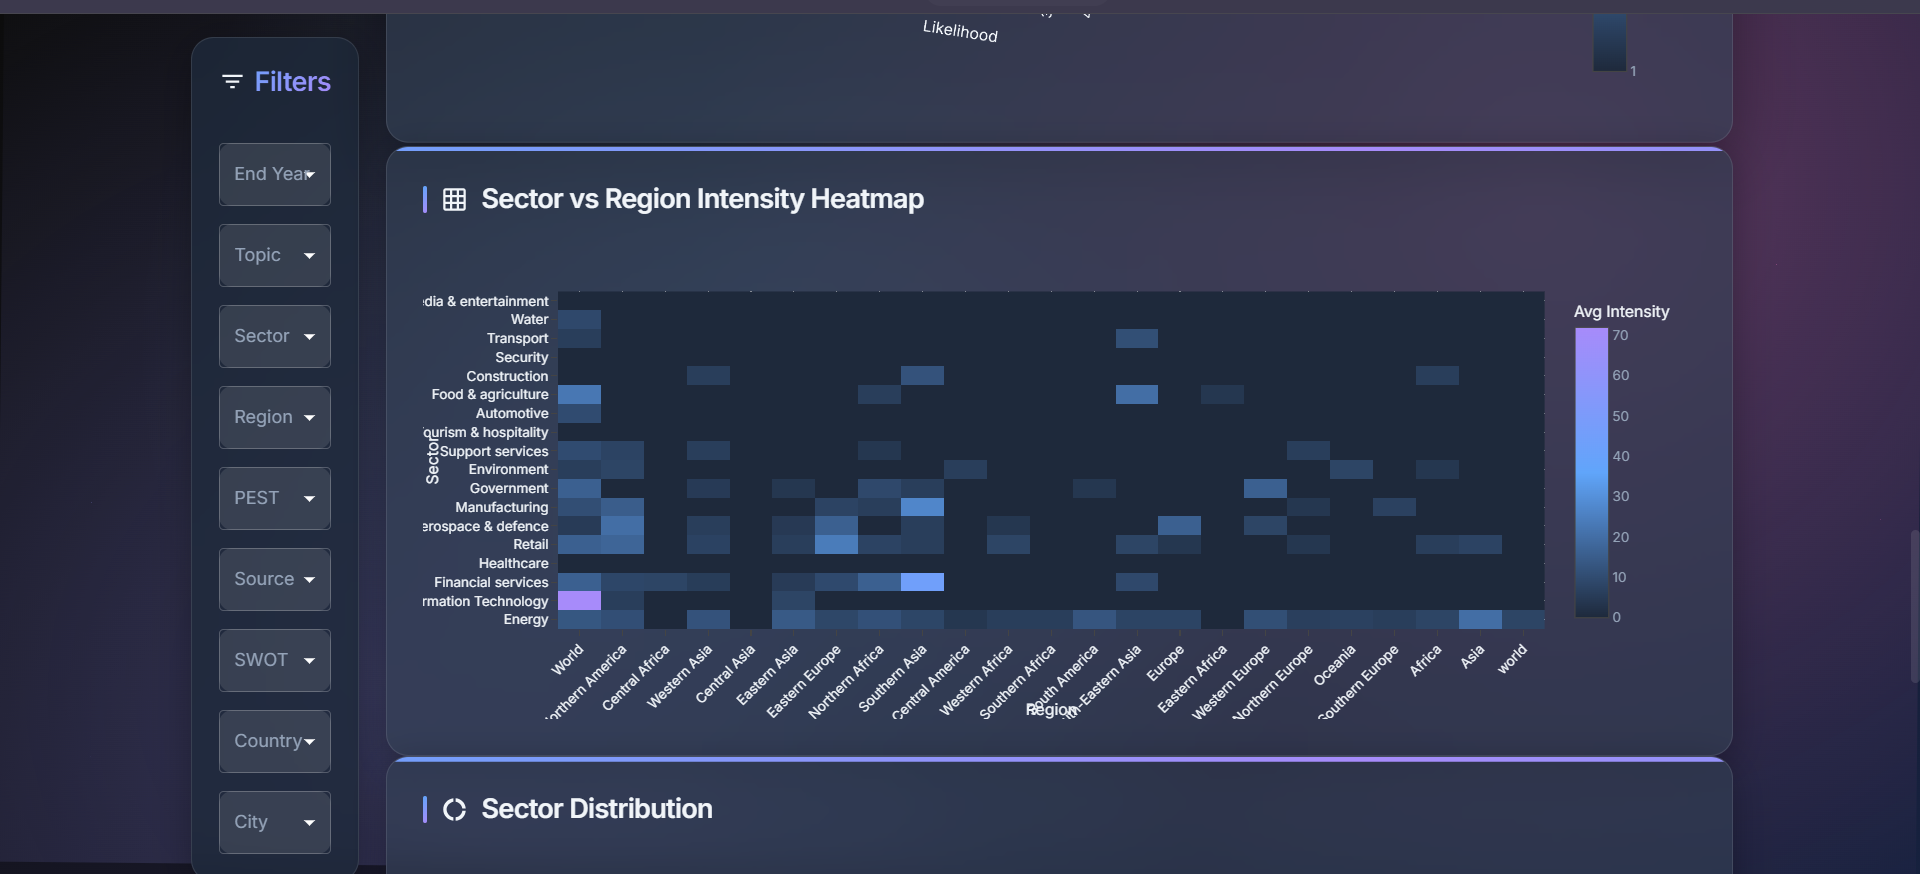 Likelihood
1
Filters
End Year
Topic
Sector
Region
PEST
Source
SWOT
Country
City
Sector vs Region Intensity Heatmap
edia & entertainment
Water
Transport
Security
Construction
Food & agriculture
Automotive
ourism & hospitality
Support services
Environment
Government
Manufacturing
erospace & defence
Retail
Healthcare
Financial services
rmation Technology
Energy
Sector
World
orthern America
Central Africa
Western Asia
Central Asia
Eastern Asia
Eastern Europe
Northern Africa
Southern Asia
Central America
Western Africa
Southern Africa
South America
th-Eastern Asia
Europe
Eastern Africa
Western Europe
Northern Europe
Oceania
Southern Europe
Africa
Asia
world
Region
Avg Intensity
70
60
50
40
30
20
10
0
Sector Distribution